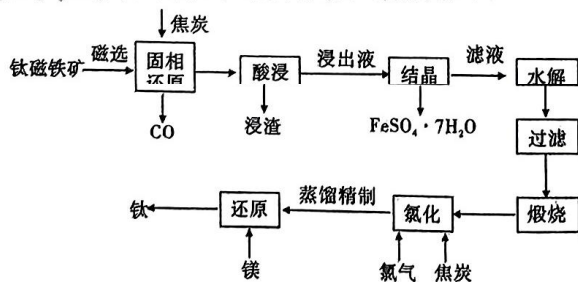 焦炭
钛磁铁矿
磁选
固相
还原
酸浸
浸出液
结晶
滤液
水解
CO
浸渣
FeSO₄·7H₂O
过滤
钛
还原
蒸馏精制
氯化
煅烧
镁
氯气
焦炭